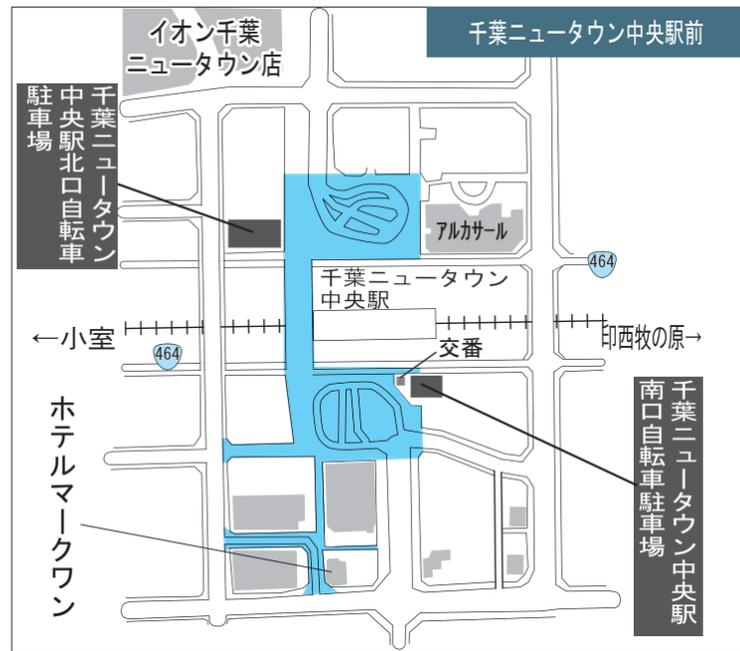 千葉ニュータウン中央駅前
イオン千葉
ニュータウン店
千葉ニュータウン
中央駅北口自転車
駐車場
アルカサール
464
千葉ニュータウン
中央駅
←小室
印西牧の原→
464
交番
千葉ニュータウン中央駅
南口自転車駐車場
ホテルマークワン